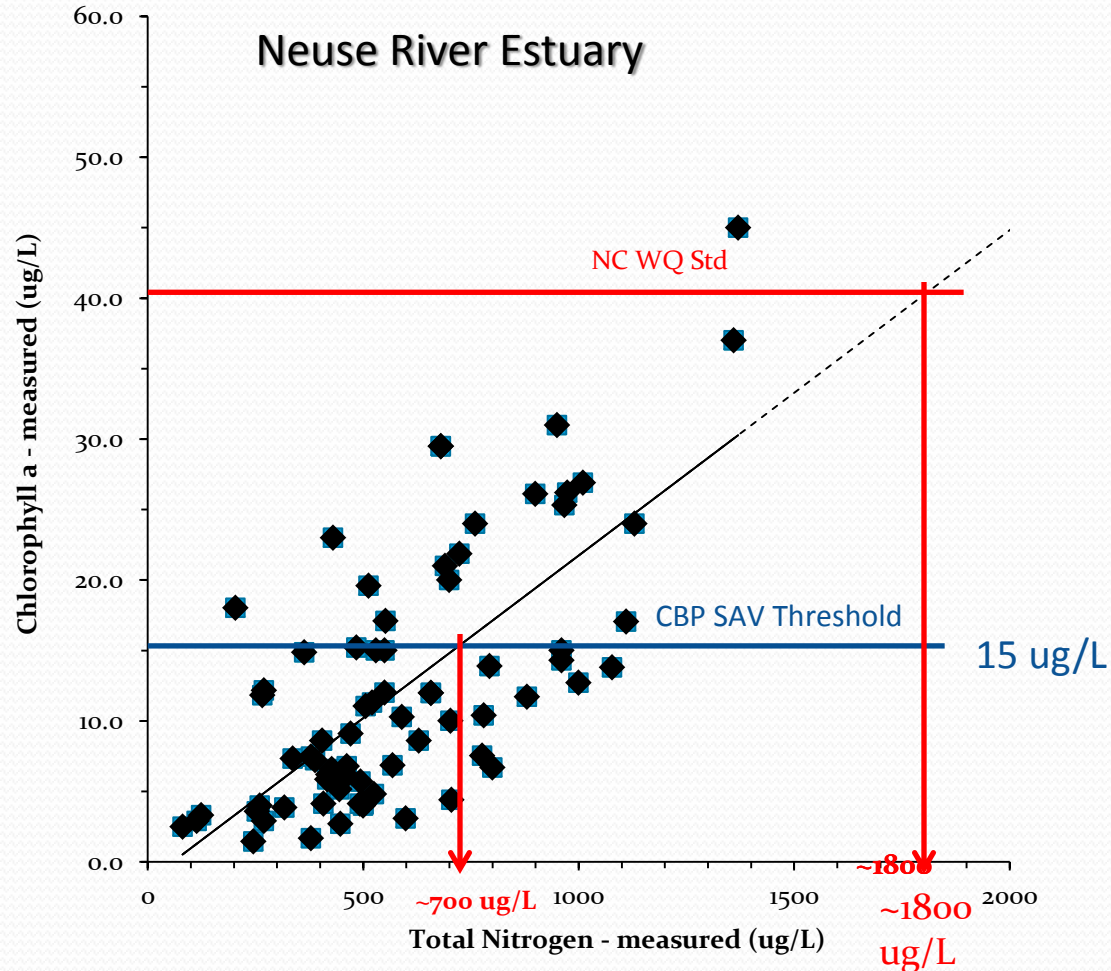 Neuse River Estuary
60.0
50.0
40.0
30.0
20.0
10.0
0.0
Chlorophyll a - measured (ug/L)
NC WQ Std
CBP SAV Threshold
15 ug/L
0
500
1000
1500
2000
~700 ug/L
~1800
~1800
ug/L
Total Nitrogen - measured (ug/L)